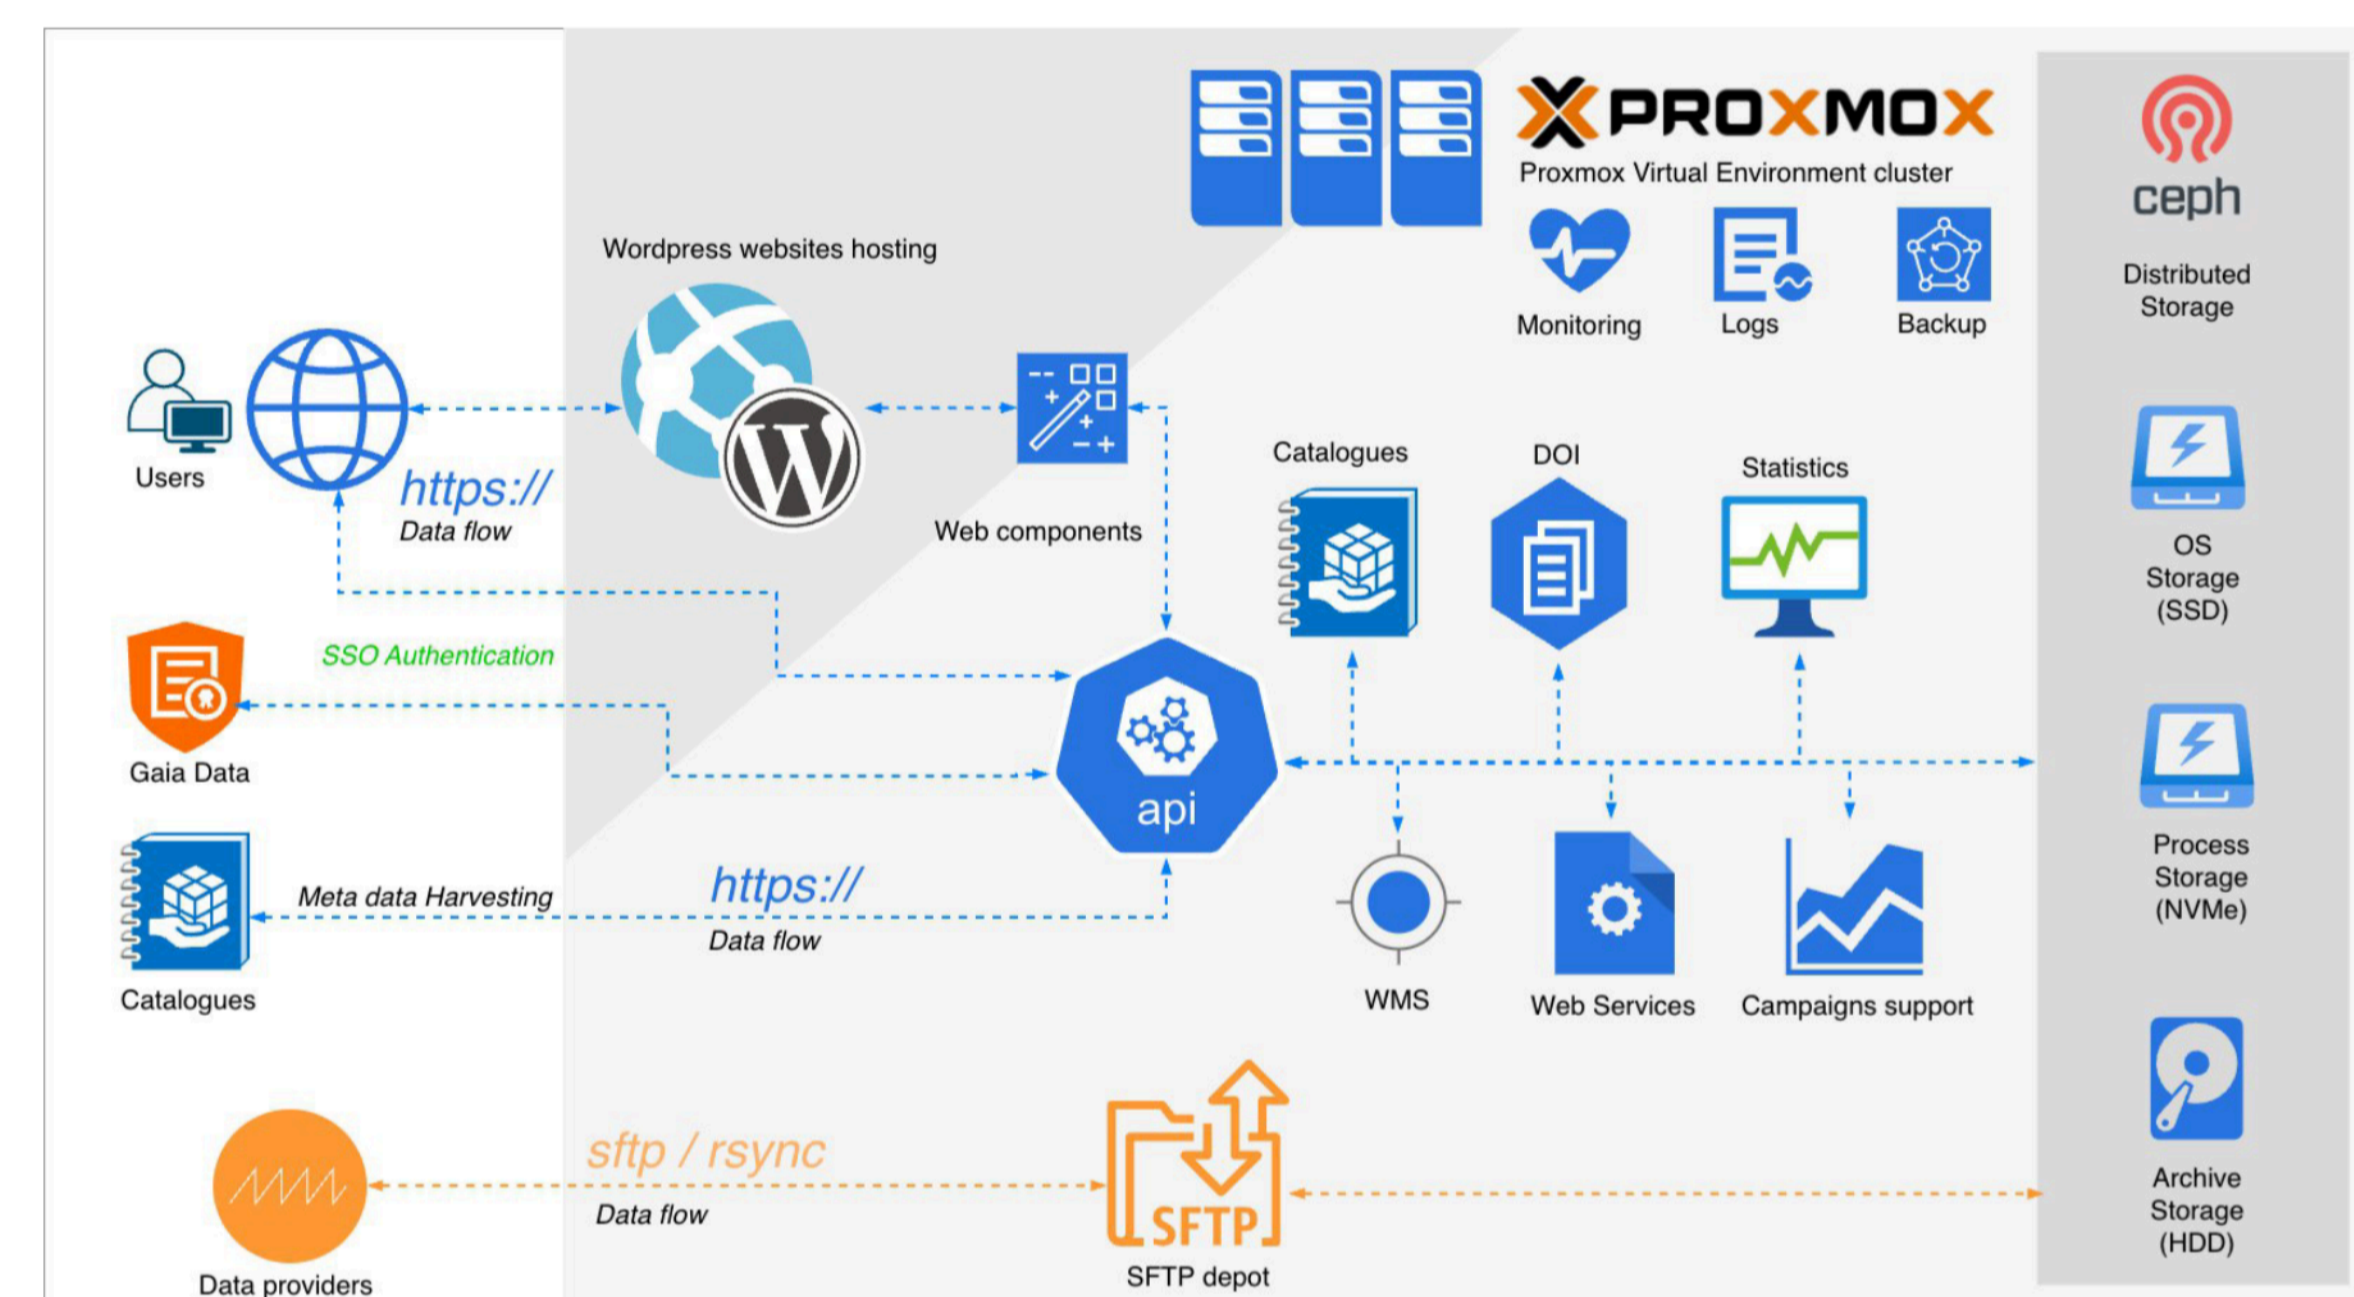 PROXMOX
Proxmox Virtual Environment cluster
Monitoring
Logs
Backup
ceph
Distributed
Storage
OS
Storage
(SSD)
Process
Storage
(NVMe)
Archive
Storage
(HDD)
Wordpress websites hosting
W
Users
https://
Data flow
Web components
Catalogues
DOI
Statistics
SSO Authentication
Gaia Data
api
Meta data Harvesting
https://
Data flow
Catalogues
WMS
Web Services
Campaigns support
sftp / rsync
Data flow
Data providers
SFTP
SFTP depot